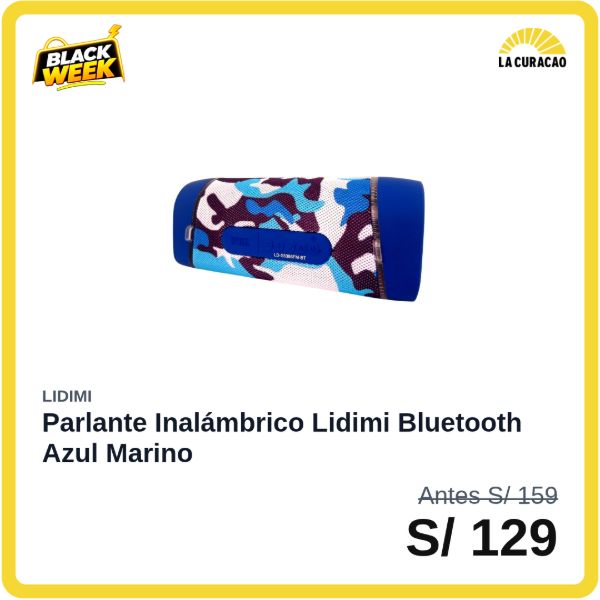 BLACK
WEEK
LA CURACAO
LIDIMI
Parlante Inalámbrico Lidimi Bluetooth
Azul Marino
Antes S/ 159
S/ 129